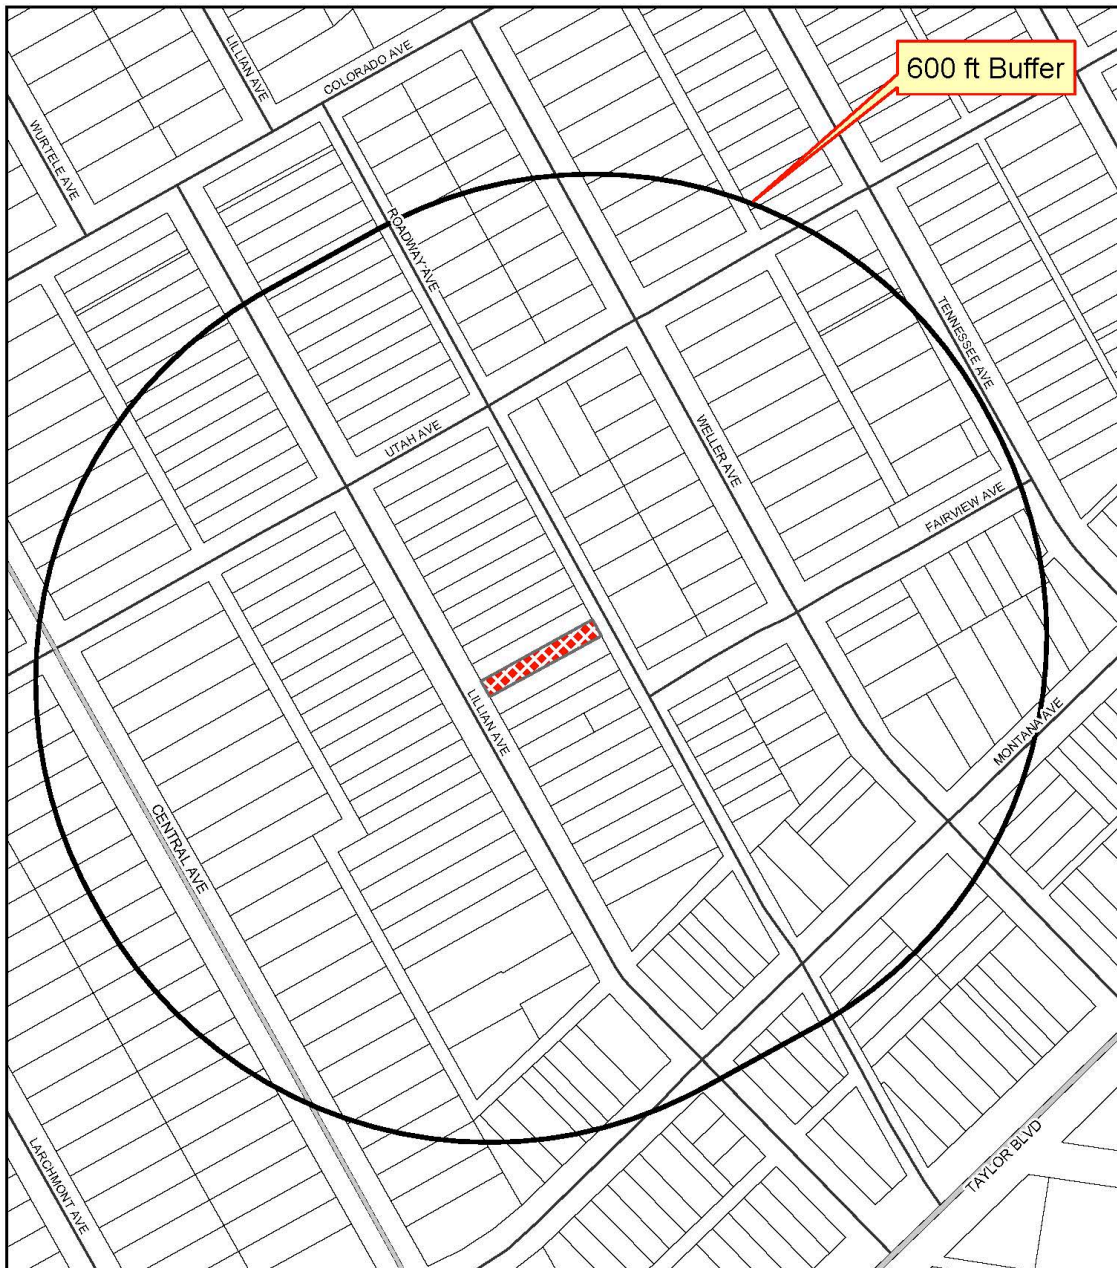 LILLIAN AVE
COLORADO AVE
600 ft Buffer
WURTELE AVE
ROADWAY AVE
TENNESSEE AVE
UTAH AVE
WELLER AVE
FAIRVIEW AVE
LILLIAN AVE
MONTANA AVE
CENTRAL AVE
LARCHMONT AVE
TAYLOR BLVD